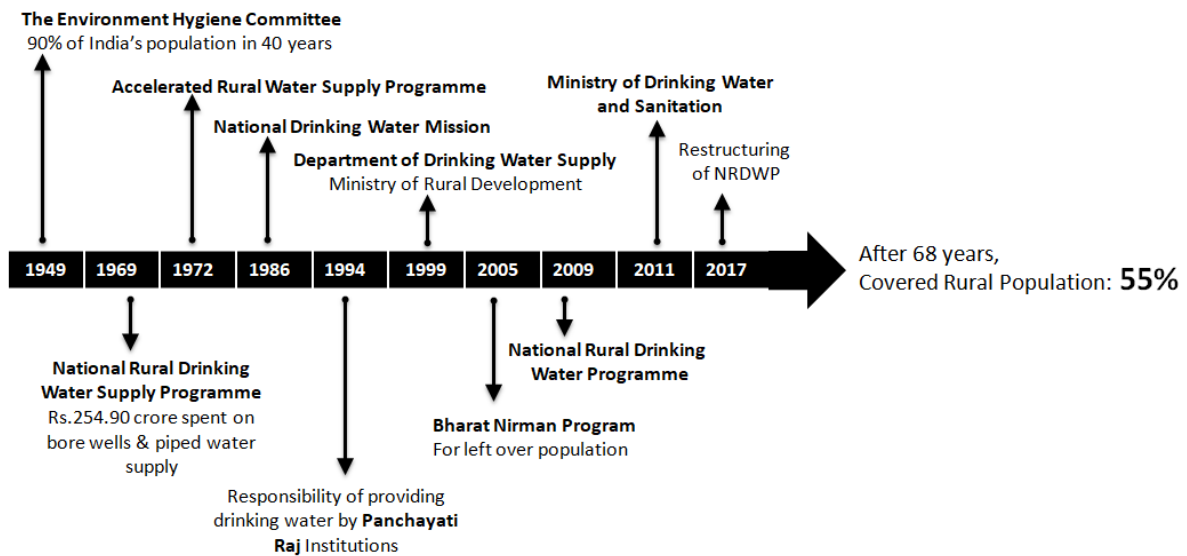 The Environment Hygiene Committee
90% of India's population in 40 years
Accelerated Rural Water Supply Programme
National Drinking Water Mission
Department of Drinking Water Supply
Ministry of Rural Development
Ministry of Drinking Water
and Sanitation
Restructuring
of NRDWP
1949 1969 1972 1986 1994 1999 2005 2009 2011 2017
After 68 years,
Covered Rural Population: 55%
National Rural Drinking
Water Supply Programme
Rs.254.90 crore spent on
bore wells & piped water
supply
Responsibility of providing
drinking water by Panchayati
Raj Institutions
Bharat Nirman Program
For left over population
National Rural Drinking
Water Programme